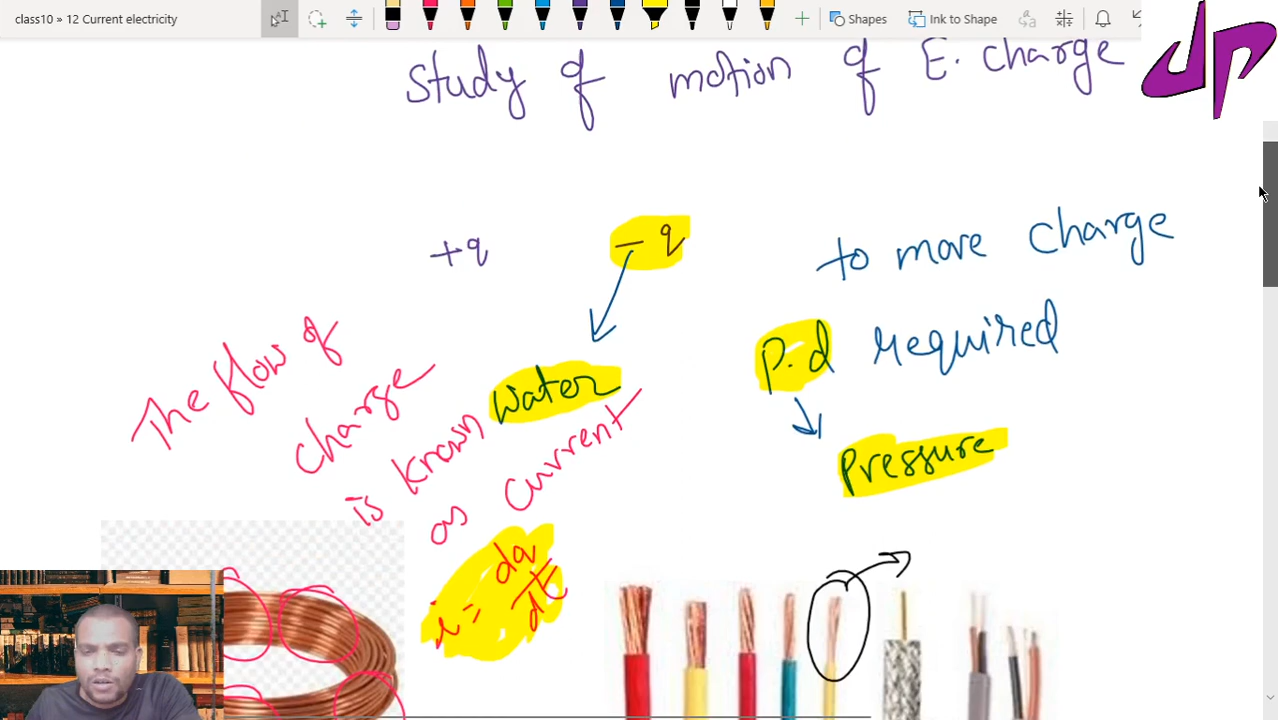 class10 » 12 Current electricity
Shapes
Ink to Shape
dp
Study of motion of E. charge
+q
- q
to move charge
P.d required
The flow of
charge
is known
as current
Water
Pressure
i = dq/dt